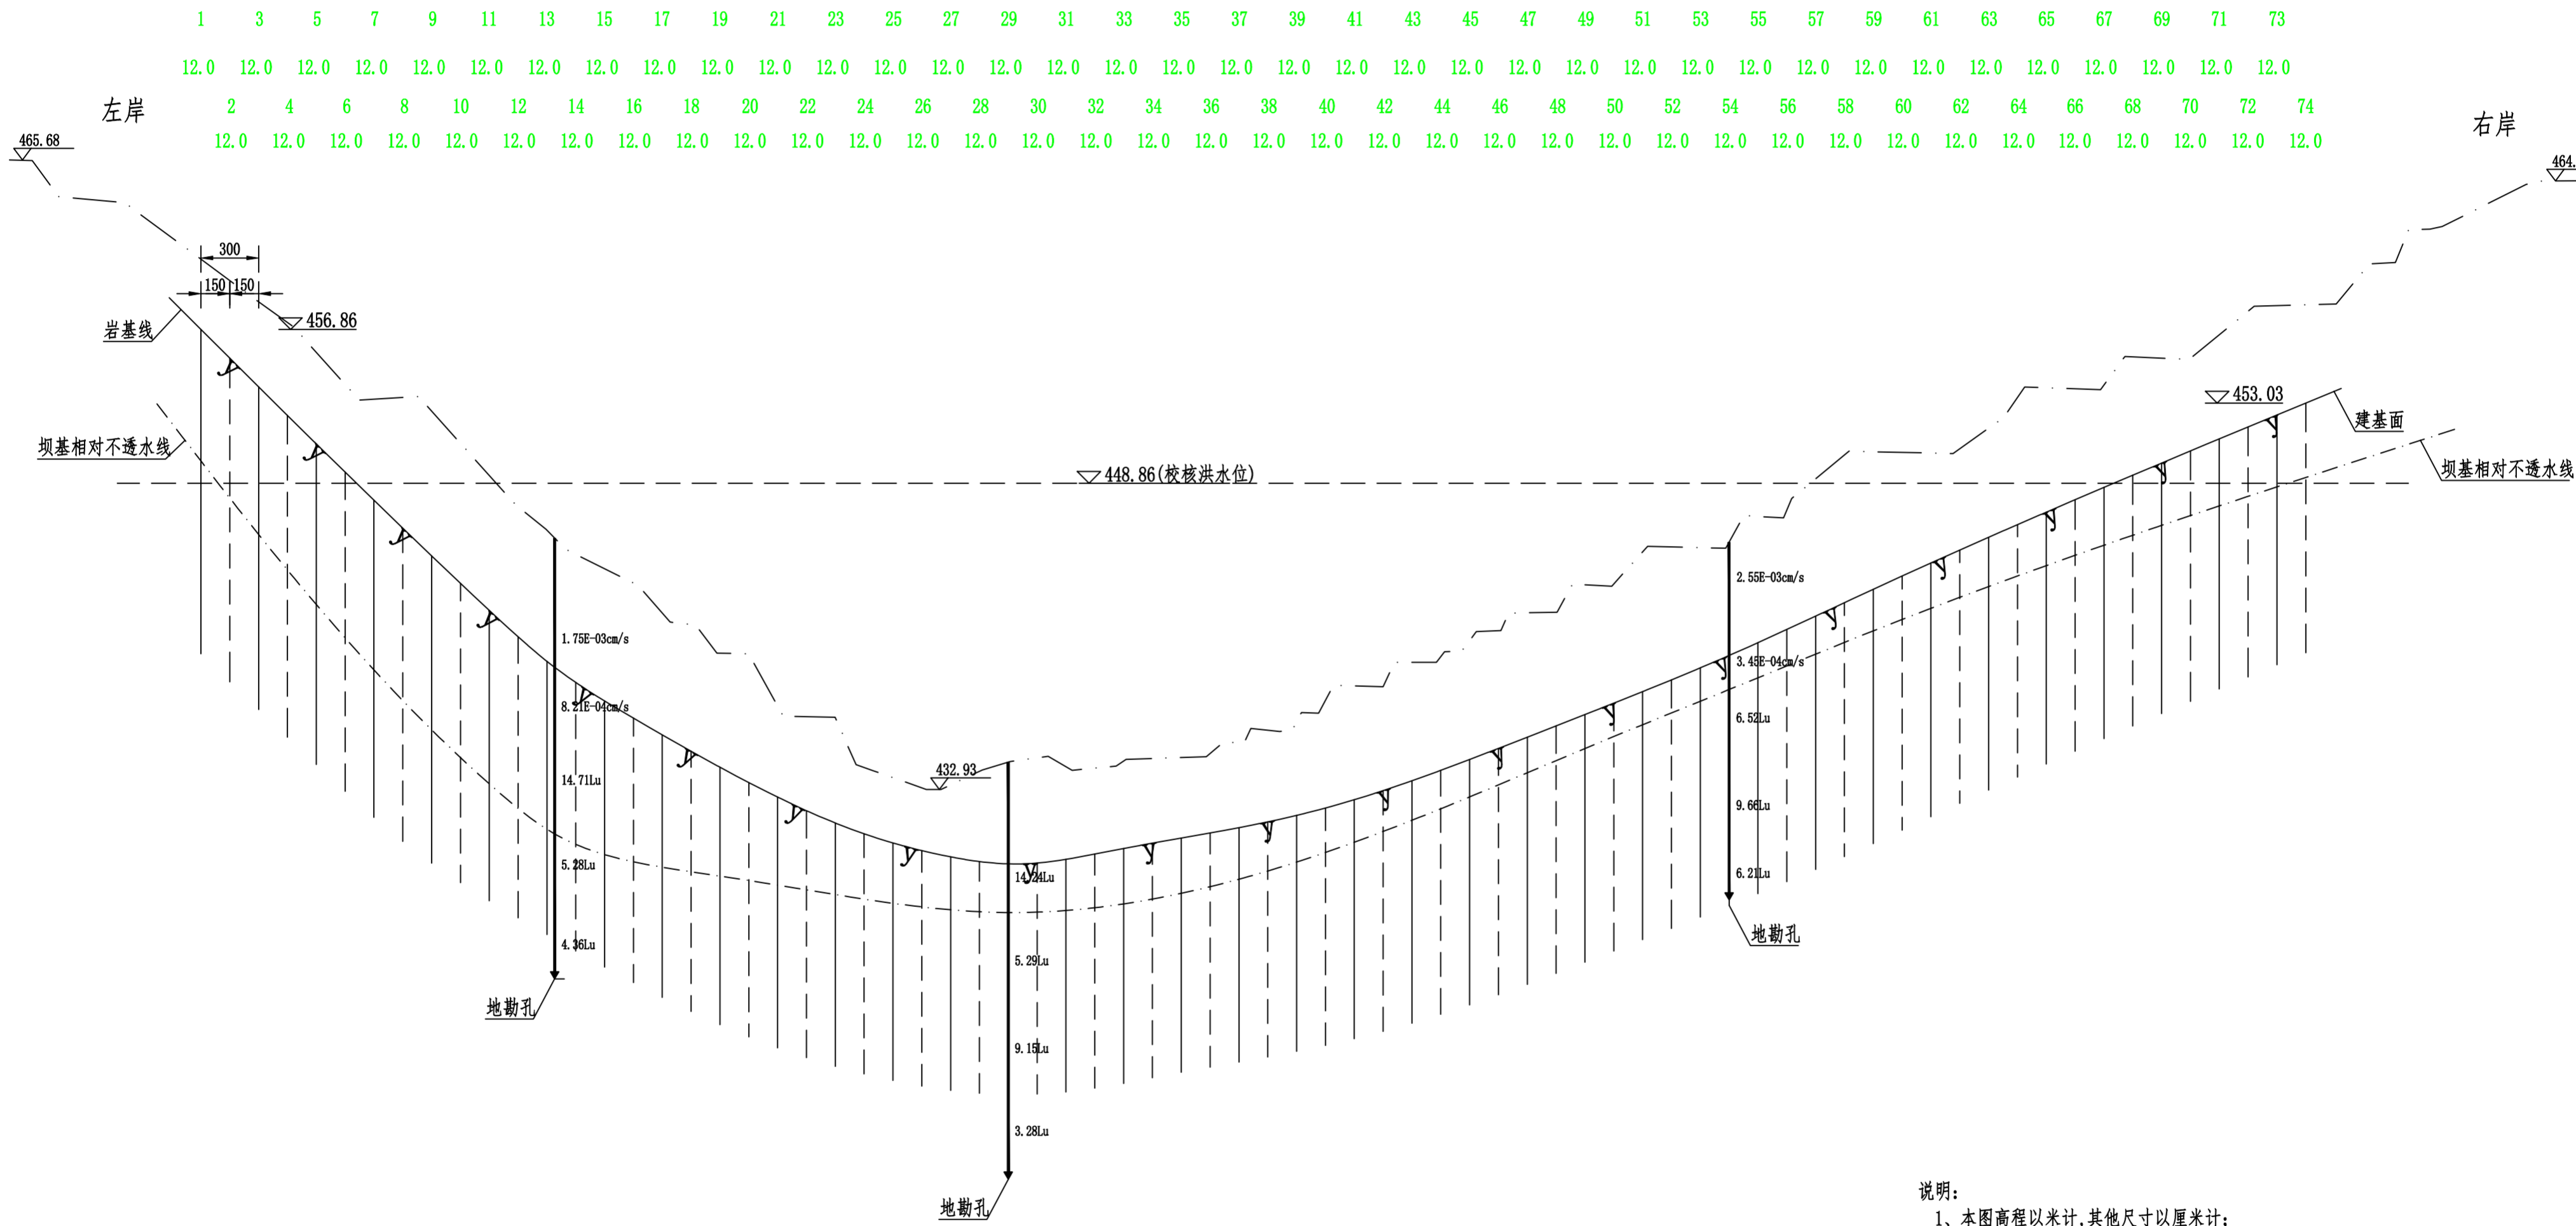 1 3 5 7 9 11 13 15 17 19 21 23 25 27 29 31 33 35 37 39 41 43 45 47 49 51 53 55 57 59 61 63 65 67 69 71 73
12.0 12.0 12.0 12.0 12.0 12.0 12.0 12.0 12.0 12.0 12.0 12.0 12.0 12.0 12.0 12.0 12.0 12.0 12.0 12.0 12.0 12.0 12.0 12.0 12.0 12.0 12.0 12.0 12.0 12.0 12.0 12.0 12.0 12.0 12.0 12.0 12.0
左岸
2 4 6 8 10 12 14 16 18 20 22 24 26 28 30 32 34 36 38 40 42 44 46 48 50 52 54 56 58 60 62 64 66 68 70 72 74
右岸
12.0 12.0 12.0 12.0 12.0 12.0 12.0 12.0 12.0 12.0 12.0 12.0 12.0 12.0 12.0 12.0 12.0 12.0 12.0 12.0 12.0 12.0 12.0 12.0 12.0 12.0 12.0 12.0 12.0 12.0 12.0 12.0 12.0 12.0 12.0 12.0 12.0
465.68
464.
300
150 150
456.86
岩基线
453.03
建基面
坝基相对不透水线
448.86(校核洪水位)
坝基相对不透水线
y y y y y y y y y y y y y y y y y y y y y y
1.75E-03cm/s
8.21E-04cm/s
14.71Lu
5.28Lu
4.36Lu
地勘孔
432.93
14.24Lu
5.29Lu
9.15Lu
3.28Lu
地勘孔
2.55E-03cm/s
3.45E-04cm/s
6.52Lu
9.66Lu
6.21Lu
地勘孔
说明:
1、本图高程以米计,其他尺寸以厘米计;